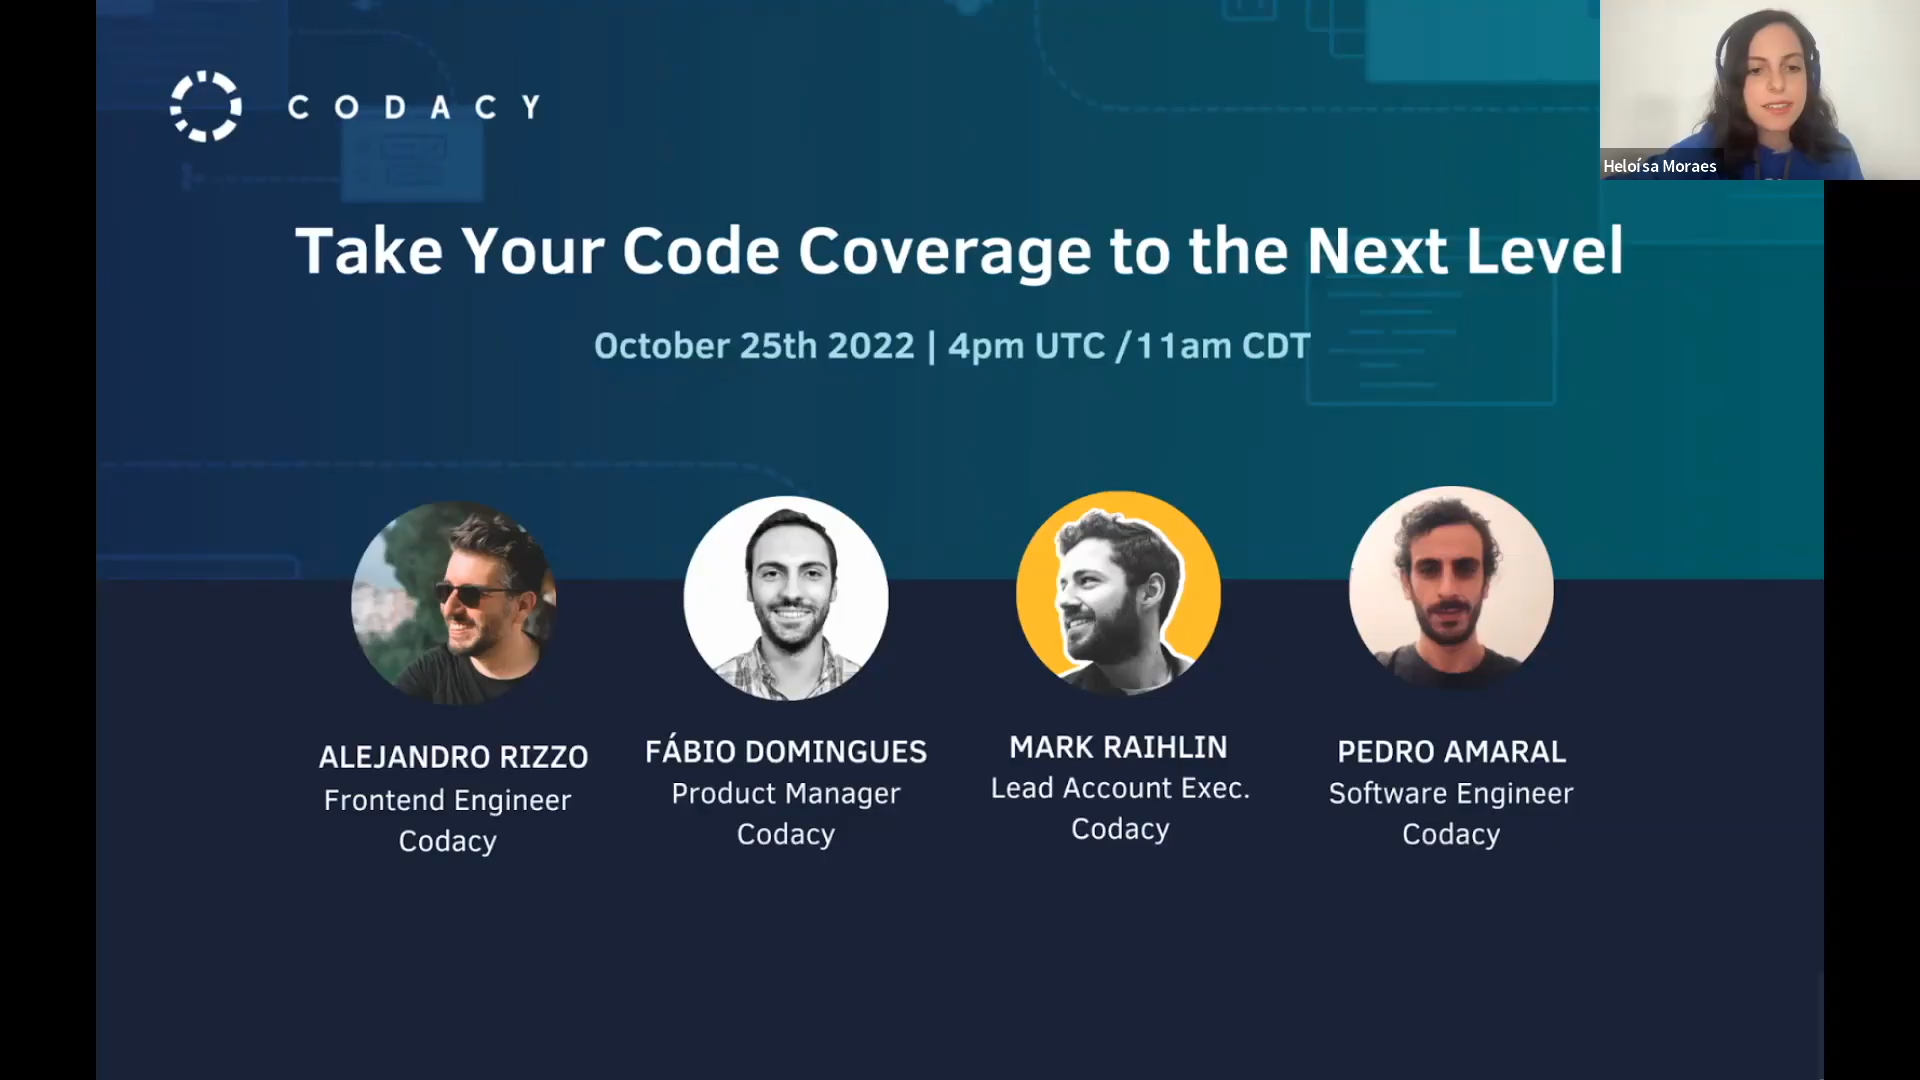 CODACY
Heloísa Moraes
Take Your Code Coverage to the Next Level
October 25th 2022 | 4pm UTC /11am CDT
ALEJANDRO RIZZO
Frontend Engineer
Codacy
FÁBIO DOMINGUES
Product Manager
Codacy
MARK RAIHLIN
Lead Account Exec.
Codacy
PEDRO AMARAL
Software Engineer
Codacy